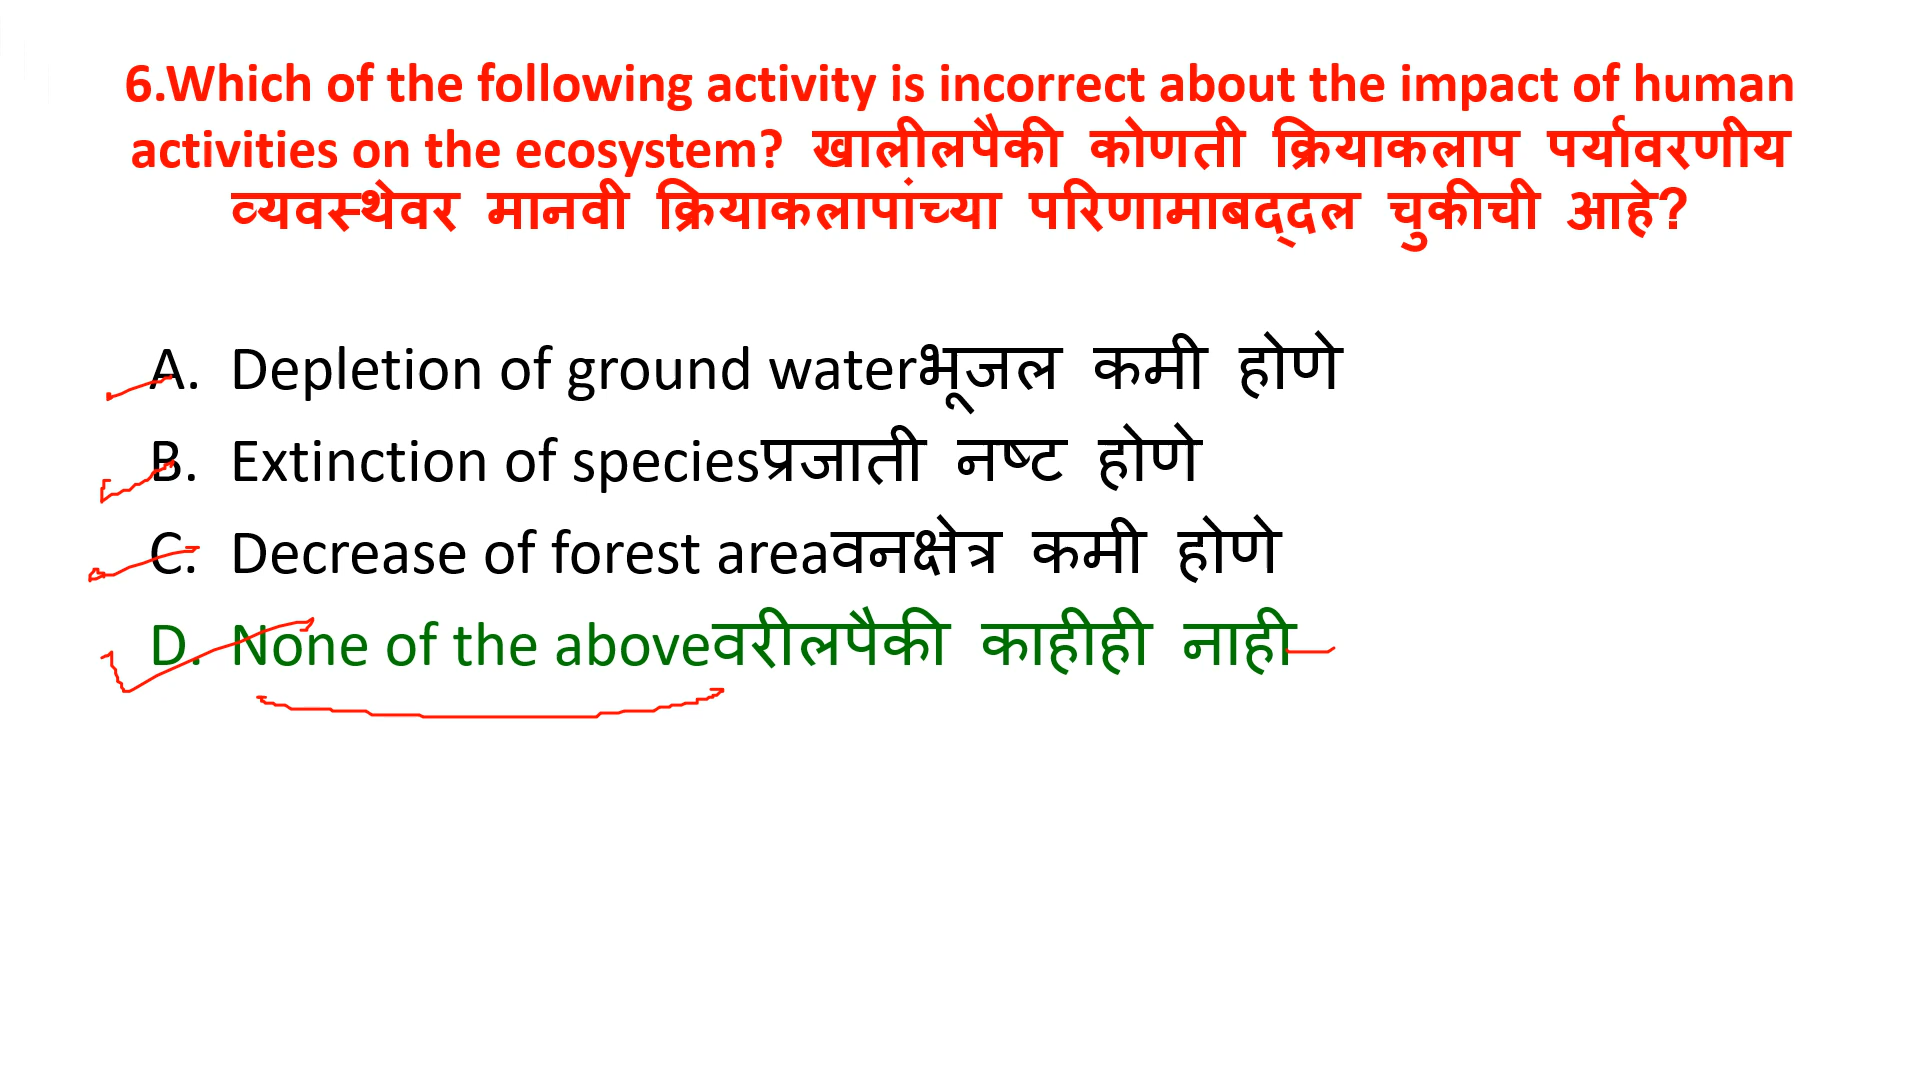 6.Which of the following activity is incorrect about the impact of human
activities on the ecosystem? खालीलपैकी कोणती क्रियाकलाप पर्यावरणीय
व्यवस्थेवर मानवी क्रियाकलापांच्या परिणामाबद्दल चुकीची आहे?
A. Depletion of ground waterभूजल कमी होणे
B. Extinction of speciesप्रजाती नष्ट होणे
C. Decrease of forest areaवनक्षेत्र कमी होणे
D. None of the aboveवरीलपैकी काहीही नाही